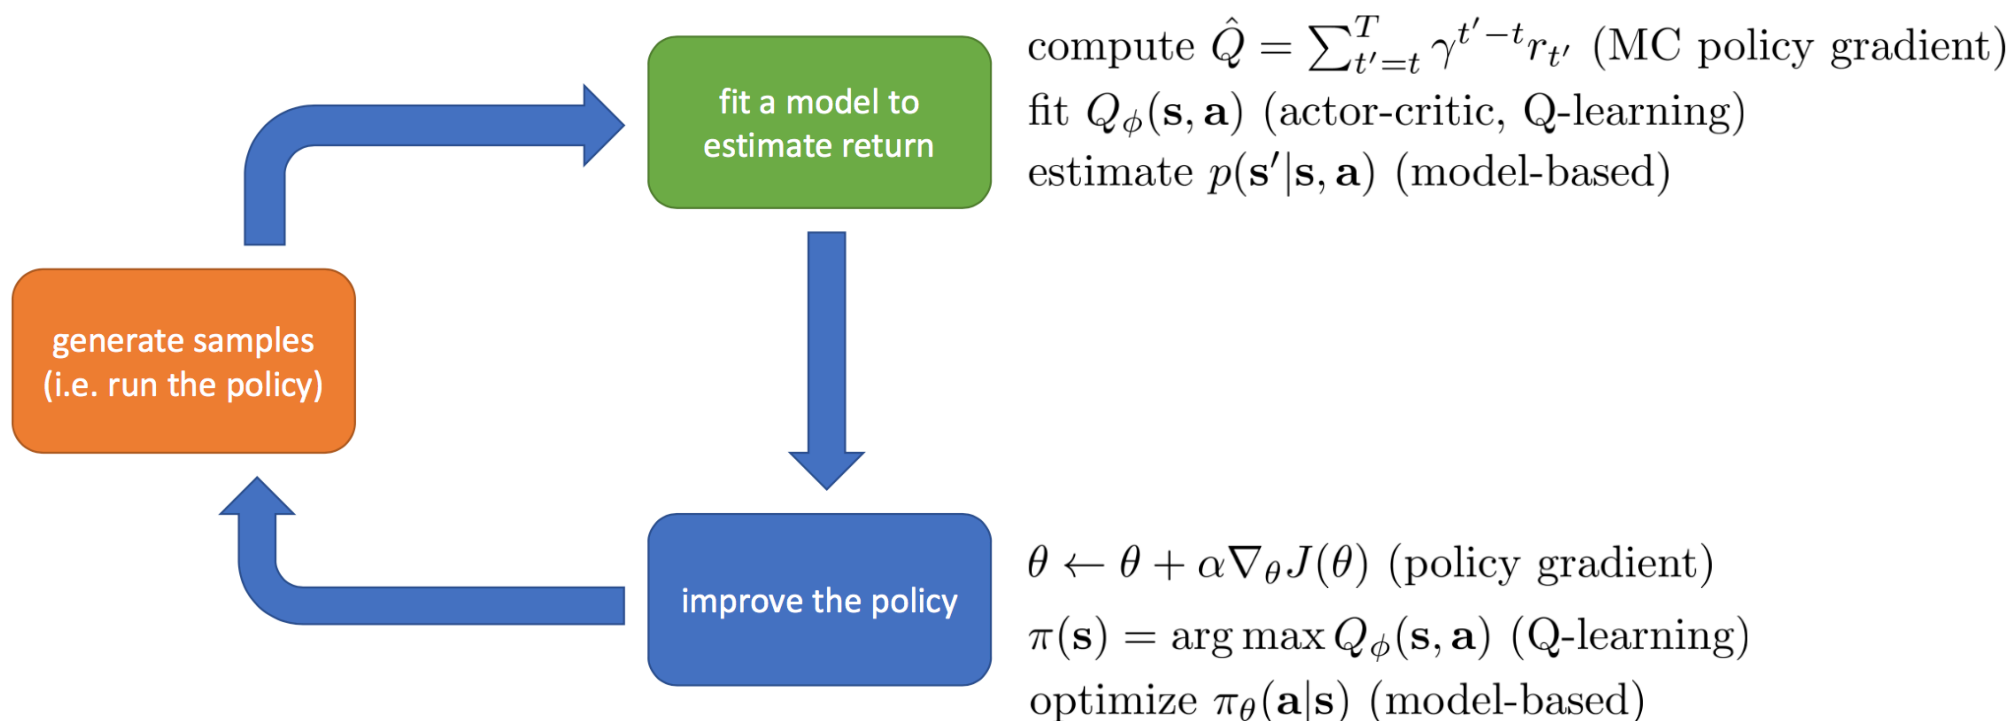 compute Q̂ = ∑_{t'=t}^{T} γ^{t'-t} r_{t'} (MC policy gradient)
fit a model to
estimate return
fit Q_ϕ(s, a) (actor-critic, Q-learning)
estimate p(s'|s, a) (model-based)
generate samples
(i.e. run the policy)
improve the policy
θ ← θ + α∇_θ J(θ) (policy gradient)
π(s) = arg max Q_ϕ(s, a) (Q-learning)
optimize π_θ(a|s) (model-based)